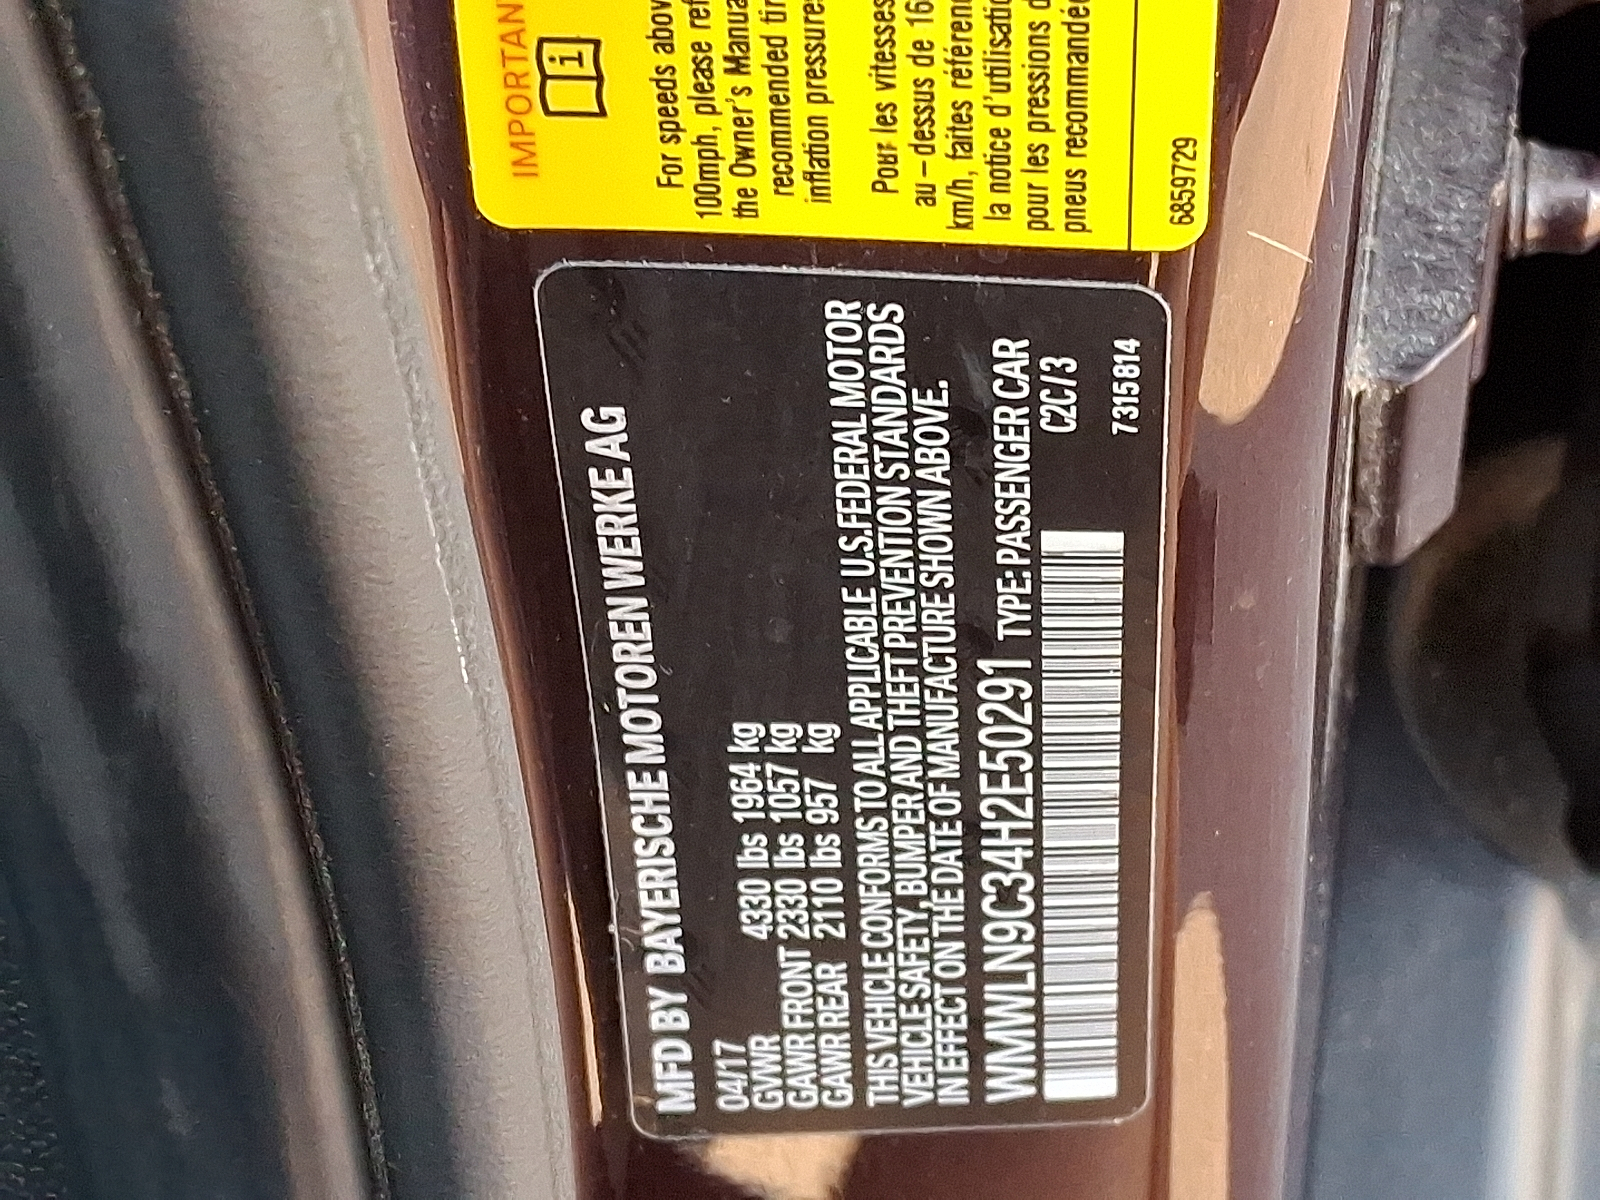 MFD BY BAYERISCHE MOTOREN WERKE AG
04/17
GVWR 4330 lbs 1964 kg
GAWR FRONT 2330 lbs 1057 kg
GAWR REAR 2110 lbs 957 kg
THIS VEHICLE CONFORMS TO ALL APPLICABLE U.S. FEDERAL MOTOR
VEHICLE SAFETY, BUMPER AND THEFT PREVENTION STANDARDS
IN EFFECT ON THE DATE OF MANUFACTURE SHOWN ABOVE.
WMWLN9C34H2E50291 TYPE: PASSENGER CAR
C2C/3
7315814
IMPORTAN
For speeds abov
100mph, please ref
the Owner's Manua
recommended tir
inflation pressure
Pour les vitesses
au-dessus de 16
km/h, faites référen
la notice d'utilisatio
pour les pressions d
pneus recommandée
6859729